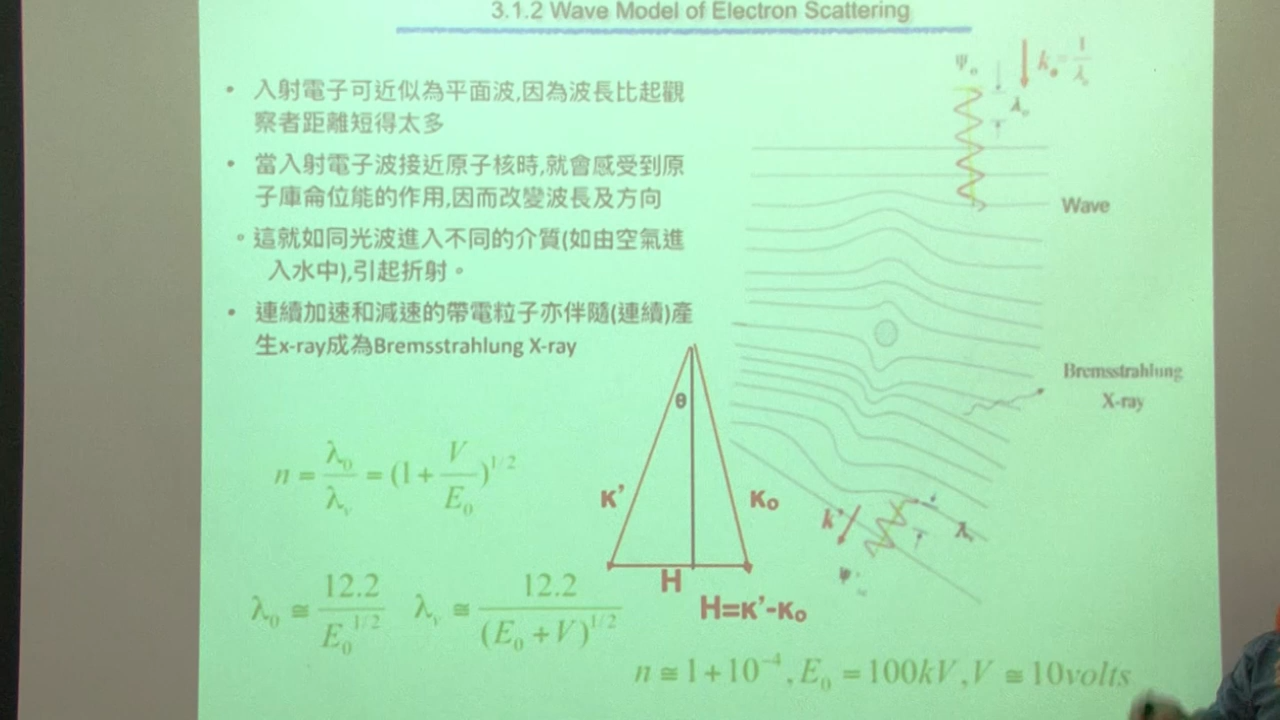 3.1.2 Wave Model of Electron Scattering
• 入射電子可近似為平面波,因為波長比起觀
察者距離短得太多
• 當入射電子波接近原子核時,就會感受到原
子庫侖位能的作用,因而改變波長及方向
。這就如同光波進入不同的介質(如由空氣進
入水中),引起折射。
• 連續加速和減速的帶電粒子亦伴隨(連續)產
生x-ray成為Bremsstrahlung X-ray
Ψ₀
k₀ = 1/λ₀
λ₀
Wave
Bremsstrahlung
X-ray
θ
K'
K₀
H
H=K'-K₀
k'
λᵥ
n = λ₀/λᵥ = (1 + V/E₀)^1/2
λ₀ ≅ 12.2/E₀^1/2 λᵥ ≅ 12.2/(E₀ + V)^1/2
n ≅ 1+10⁻⁴, E₀ = 100kV, V ≅ 10volts